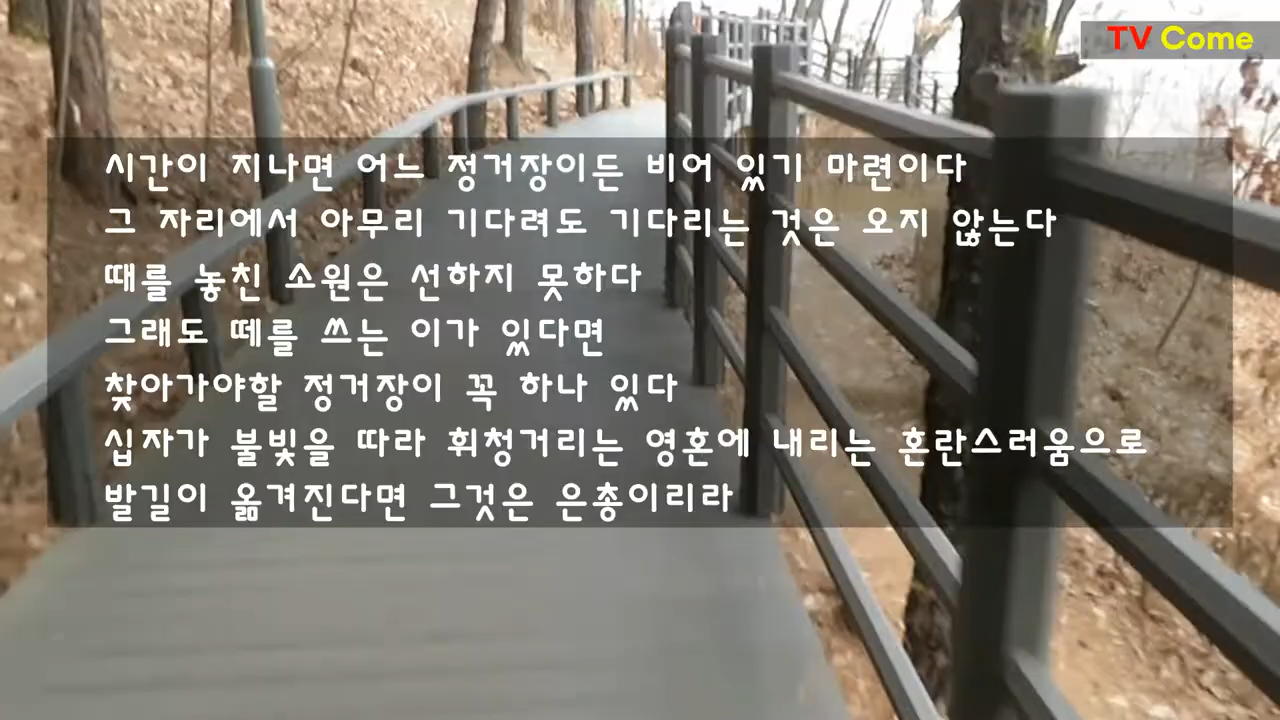 TV Come
시간이 지나면 어느 정거장이든 비어 있기 마련이다
그 자리에서 아무리 기다려도 기다리는 것은 오지 않는다
때를 놓친 소원은 선하지 못하다
그래도 떼를 쓰는 이가 있다면
찾아가야할 정거장이 꼭 하나 있다
십자가 불빛을 따라 휘청거리는 영혼에 내리는 혼란스러움으로
발길이 옮겨진다면 그것은 은총이리라